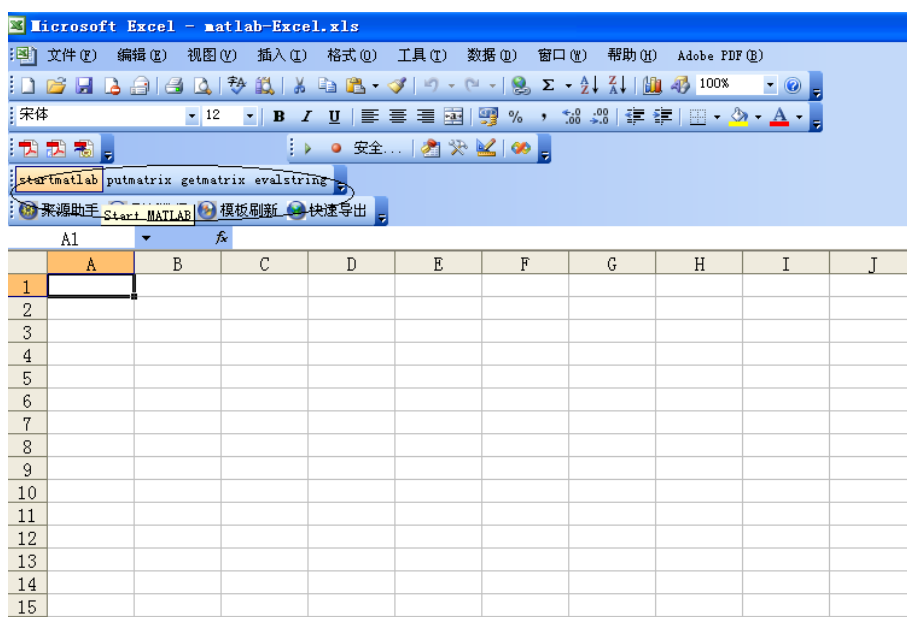 Microsoft Excel - matlab-Excel.xls
文件(F) 编辑(E) 视图(V) 插入(I) 格式(O) 工具(T) 数据(D) 窗口(W) 帮助(H) Adobe PDF(B)
100%
宋体 12 B I U % ,
安全...
startmatlab putmatrix getmatrix evalstring
聚源助手 模板刷新 快速导出
Start MATLAB
A1 fx
A B C D E F G H I J
1
2
3
4
5
6
7
8
9
10
11
12
13
14
15